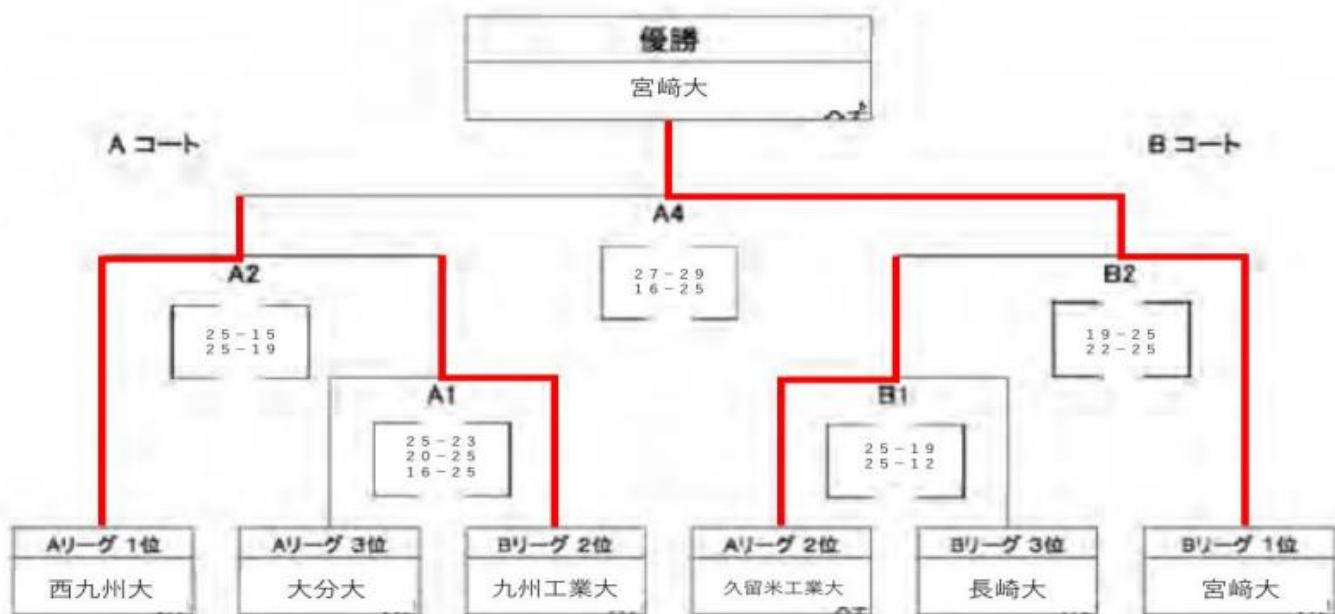 優勝
宮﨑大
A コート
B コート
A4
27-29
16-25
A2
25-15
25-19
B2
19-25
22-25
A1
25-23
20-25
16-25
B1
25-19
25-12
Aリーグ 1位
Aリーグ 3位
Bリーグ 2位
Aリーグ 2位
Bリーグ 3位
Bリーグ 1位
西九州大
大分大
九州工業大
久留米工業大
長崎大
宮﨑大